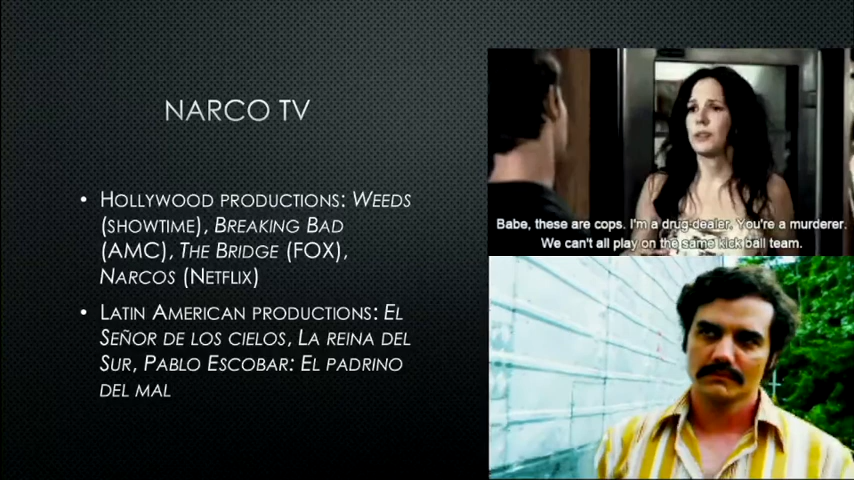 NARCO TV
• HOLLYWOOD PRODUCTIONS: WEEDS
(SHOWTIME), BREAKING BAD
(AMC), THE BRIDGE (FOX),
NARCOS (NETFLIX)
• LATIN AMERICAN PRODUCTIONS: EL
SEÑOR DE LOS CIELOS, LA REINA DEL
SUR, PABLO ESCOBAR: EL PADRINO
DEL MAL
Babe, these are cops. I'm a drug dealer. You're a murderer.
We can't all play on the same kick ball team.